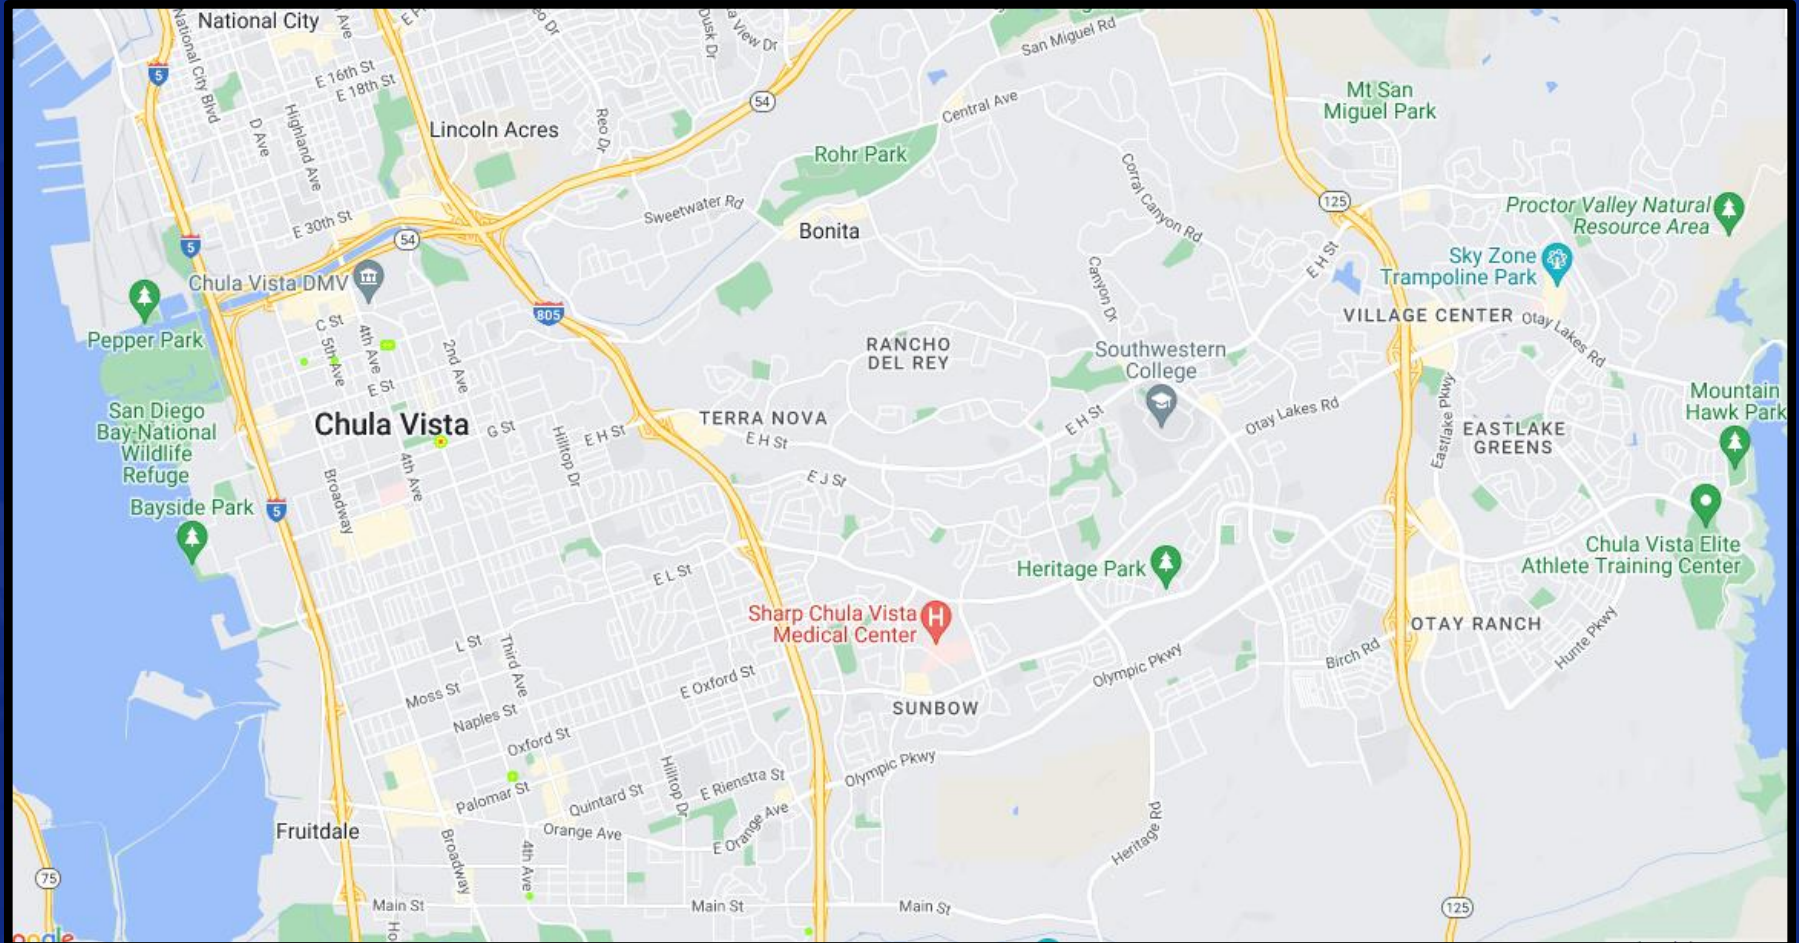 National City
E 16th St
E 18th St
National City Blvd
Highland Ave
D Ave
Ave
5
Lincoln Acres
Reo Dr
Dusk Dr
View Dr
54
San Miguel Rd
Central Ave
Rohr Park
Mt San
Miguel Park
Corral Canyon Rd
125
Proctor Valley Natural
Resource Area
Sweetwater Rd
Bonita
E 30th St
54
5
Chula Vista DMV
Canyon Dr
E H St
Sky Zone
Trampoline Park
VILLAGE CENTER
Otay Lakes Rd
Pepper Park
C St
5th Ave
4th Ave
2nd Ave
E St
805
RANCHO
DEL REY
Southwestern
College
Mountain
Hawk Park
San Diego
Bay National
Wildlife
Refuge
Chula Vista
G St
Hilltop Dr
E H St
TERRA NOVA
E H St
E H St
Otay Lakes Rd
Eastlake Pkwy
EASTLAKE
GREENS
4th Ave
Broadway
E J St
Bayside Park
5
Heritage Park
Chula Vista Elite
Athlete Training Center
E L St
Sharp Chula Vista
Medical Center
OTAY RANCH
Hunte Pkwy
Birch Rd
L St
Third Ave
Moss St
Naples St
Oxford St
E Oxford St
Olympic Pkwy
SUNBOW
Hilltop Dr
E Rienstra St
Olympic Pkwy
Palomar St
Quintard St
Orange Ave
E Orange Ave
Heritage Rd
Fruitdale
Broadway
4th Ave
75
Main St
Main St
Main St
125